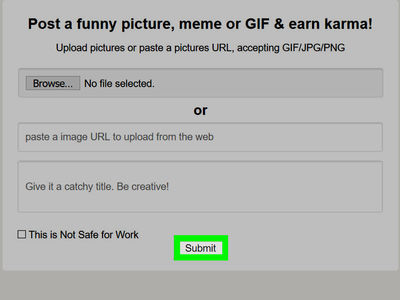 Post a funny picture, meme or GIF & earn karma!
Upload pictures or paste a pictures URL, accepting GIF/JPG/PNG
Browse... No file selected.
or
paste a image URL to upload from the web
Give it a catchy title. Be creative!
This is Not Safe for Work
Submit